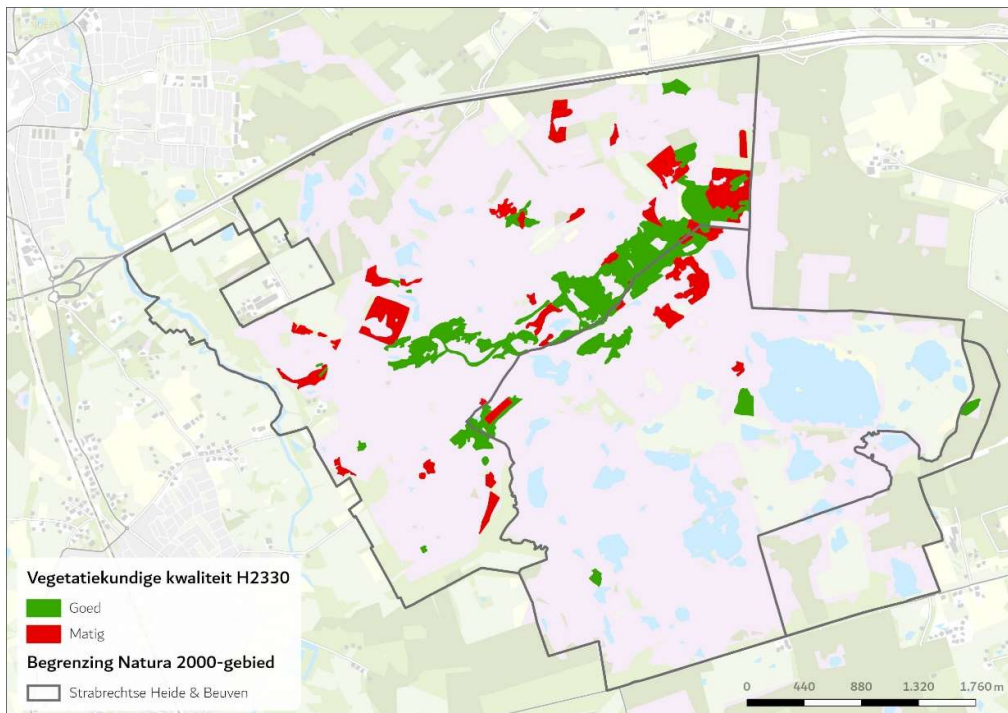 Vegetatiekundige kwaliteit H2330
Goed
Matig
Begrenzing Natura 2000-gebied
Strabrechtse Heide & Beuven
0 440 880 1.320 1.760 m